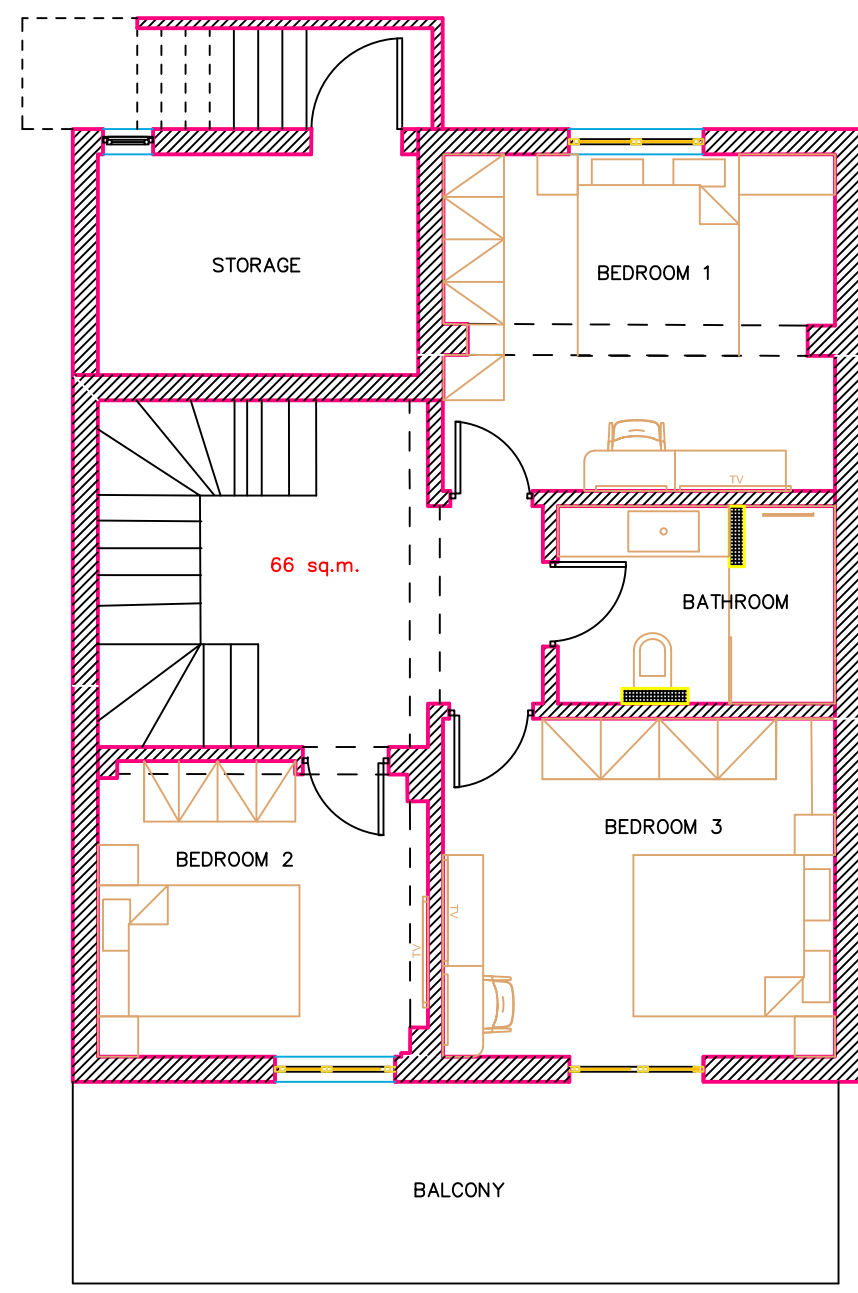 STORAGE
BEDROOM 1
TV
66 sq.m.
BATHROOM
BEDROOM 3
BEDROOM 2
TV
TV
BALCONY